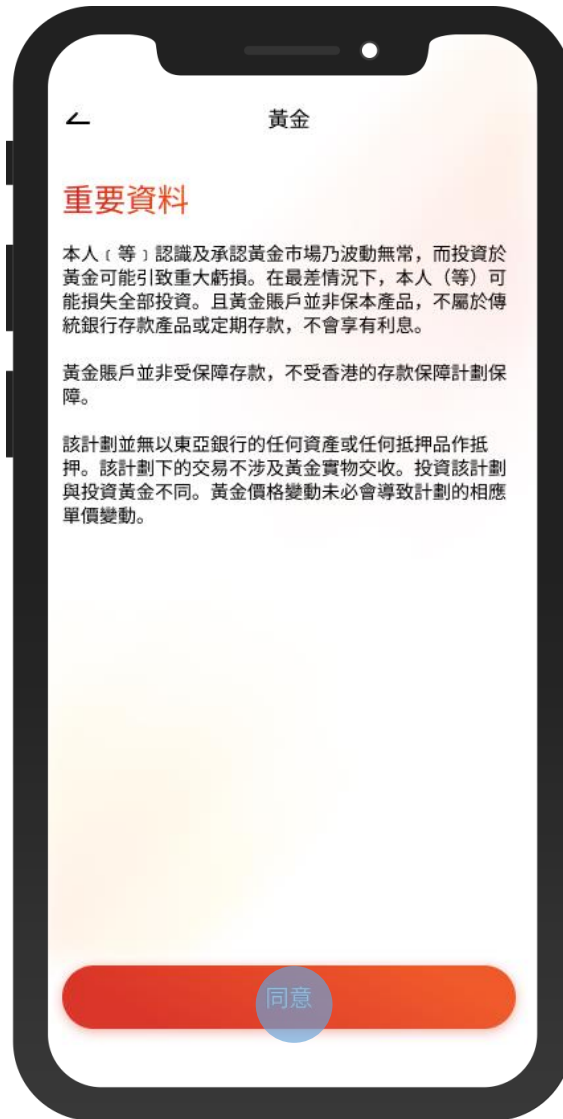 黃金
重要資料
本人﹝等﹞認識及承認黃金市場乃波動無常，而投資於
黃金可能引致重大虧損。在最差情況下，本人（等）可
能損失全部投資。且黃金賬戶並非保本產品，不屬於傳
統銀行存款產品或定期存款，不會享有利息。
黃金賬戶並非受保障存款，不受香港的存款保障計劃保
障。
該計劃並無以東亞銀行的任何資產或任何抵押品作抵
押。該計劃下的交易不涉及黃金實物交收。投資該計劃
與投資黃金不同。黃金價格變動未必會導致計劃的相應
單價變動。
同意